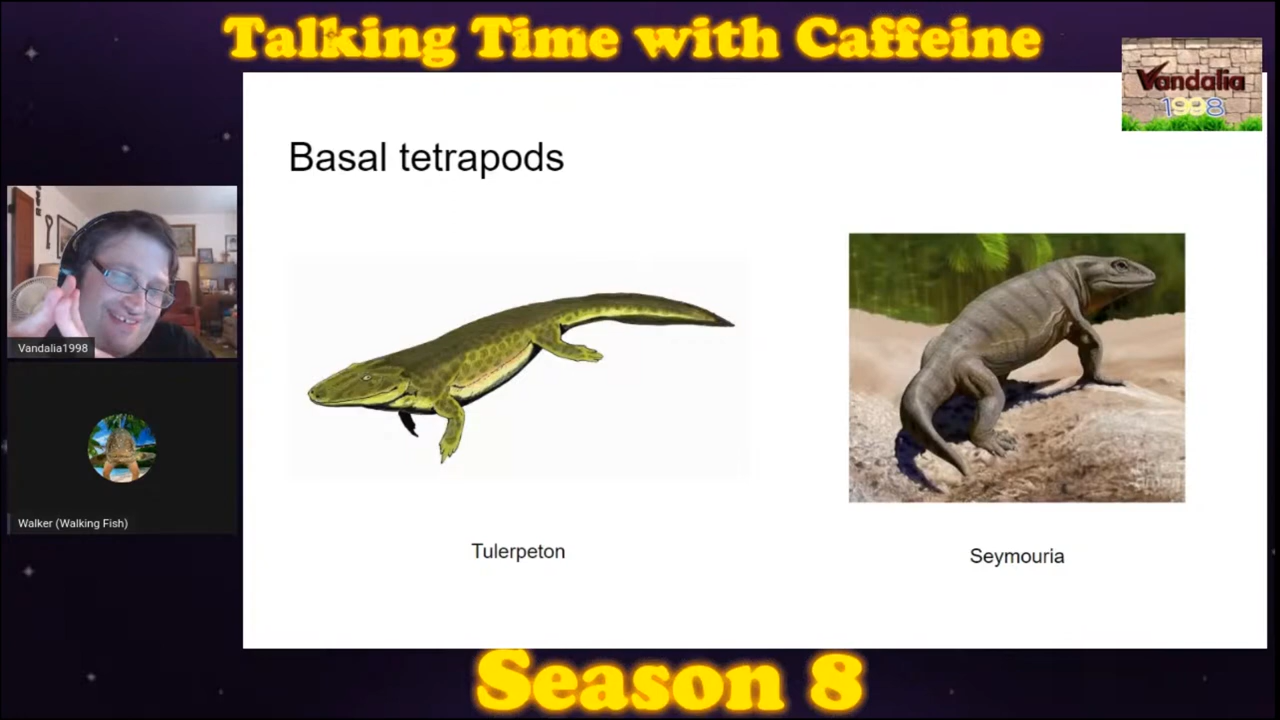 Talking Time with Caffeine
Vandalia
1998
Basal tetrapods
Vandalia1998
Walker (Walking Fish)
Tulerpeton
Seymouria
Season 8